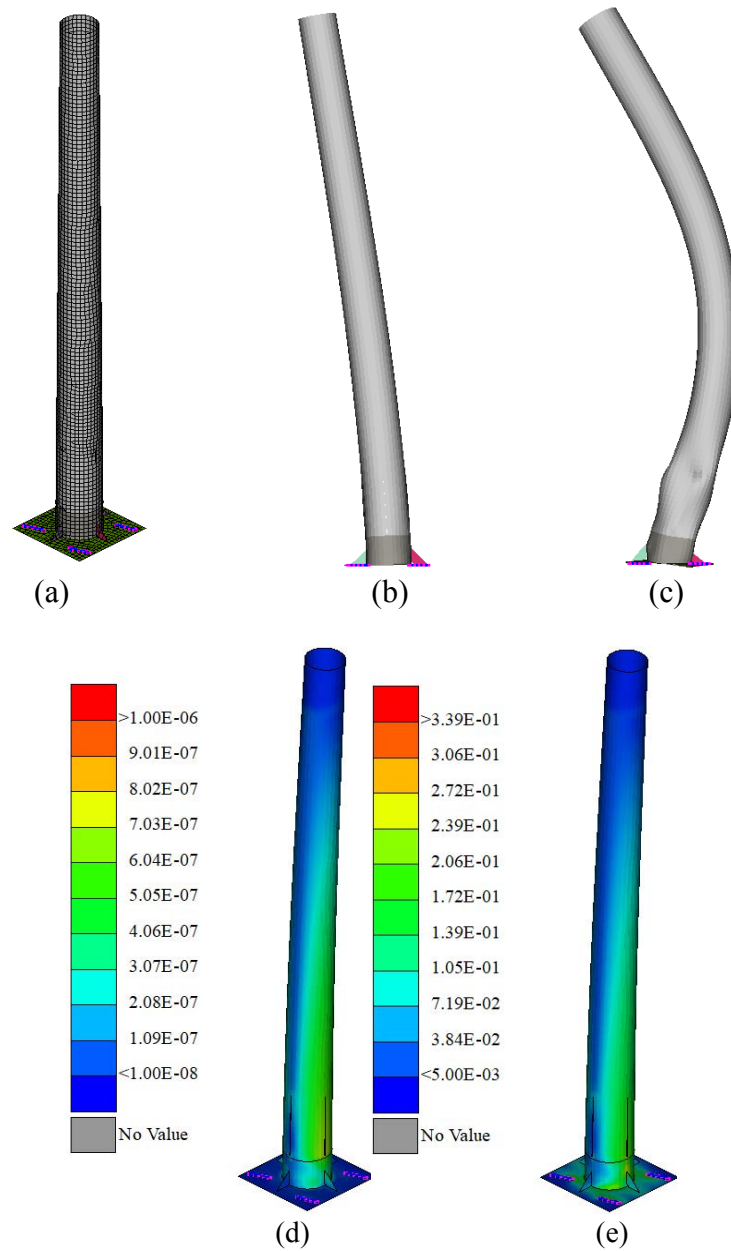 (a)
(b)
(c)
>1.00E-06
9.01E-07
8.02E-07
7.03E-07
6.04E-07
5.05E-07
4.06E-07
3.07E-07
2.08E-07
1.09E-07
<1.00E-08
No Value
>3.39E-01
3.06E-01
2.72E-01
2.39E-01
2.06E-01
1.72E-01
1.39E-01
1.05E-01
7.19E-02
3.84E-02
<5.00E-03
No Value
(d)
(e)